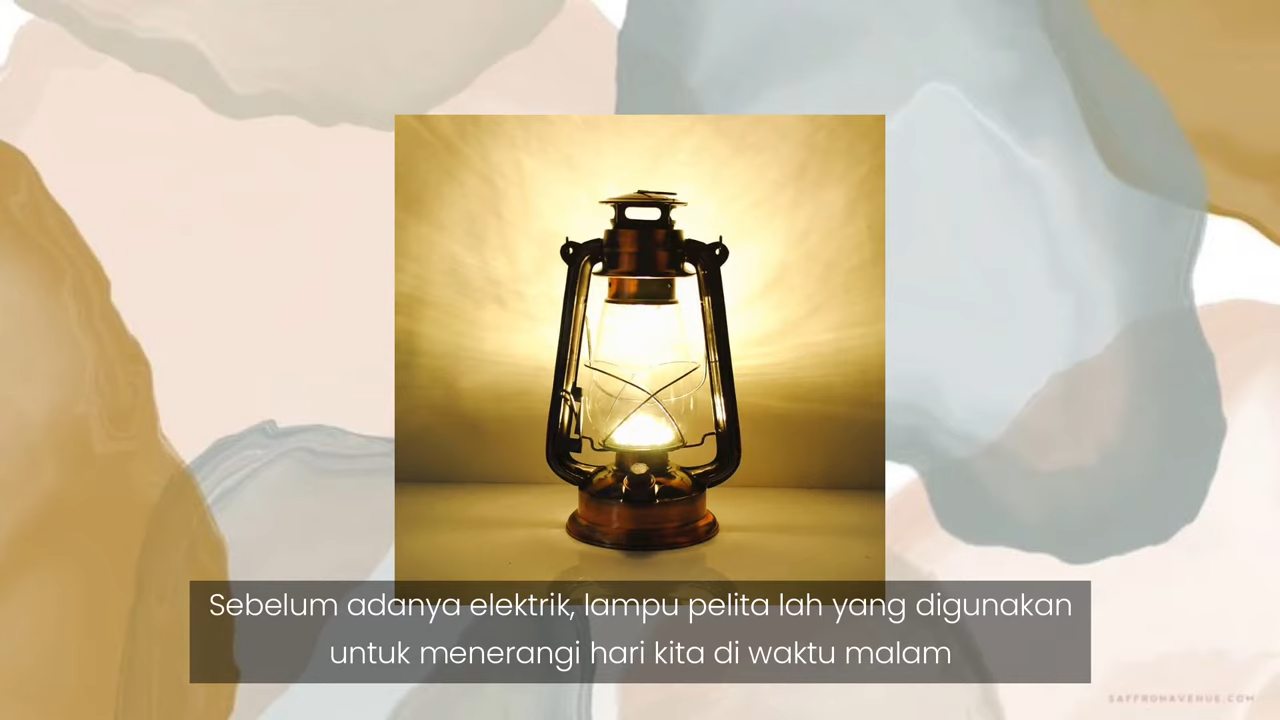 Sebelum adanya elektrik, lampu pelita lah yang digunakan
untuk menerangi hari kita di waktu malam
SAFFRONAVENUE.COM